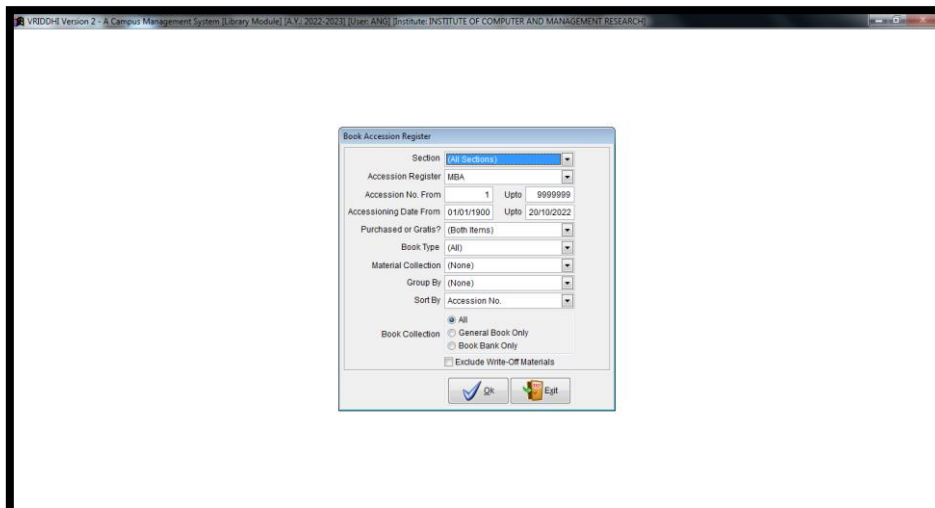 VRIDDHI Version 2 - A Campus Management System [Library Module] [A.Y.: 2022-2023] [User: ANG] [Institute: INSTITUTE OF COMPUTER AND MANAGEMENT RESEARCH]
Book Accession Register
Section (All Sections)
Accession Register MBA
Accession No. From 1 Upto 9999999
Accessioning Date From 01/01/1900 Upto 20/10/2022
Purchased or Gratis? (Both Items)
Book Type (All)
Material Collection (None)
Group By (None)
Sort By Accession No.
All
Book Collection General Book Only
Book Bank Only
Exclude Write-Off Materials
Ok Exit